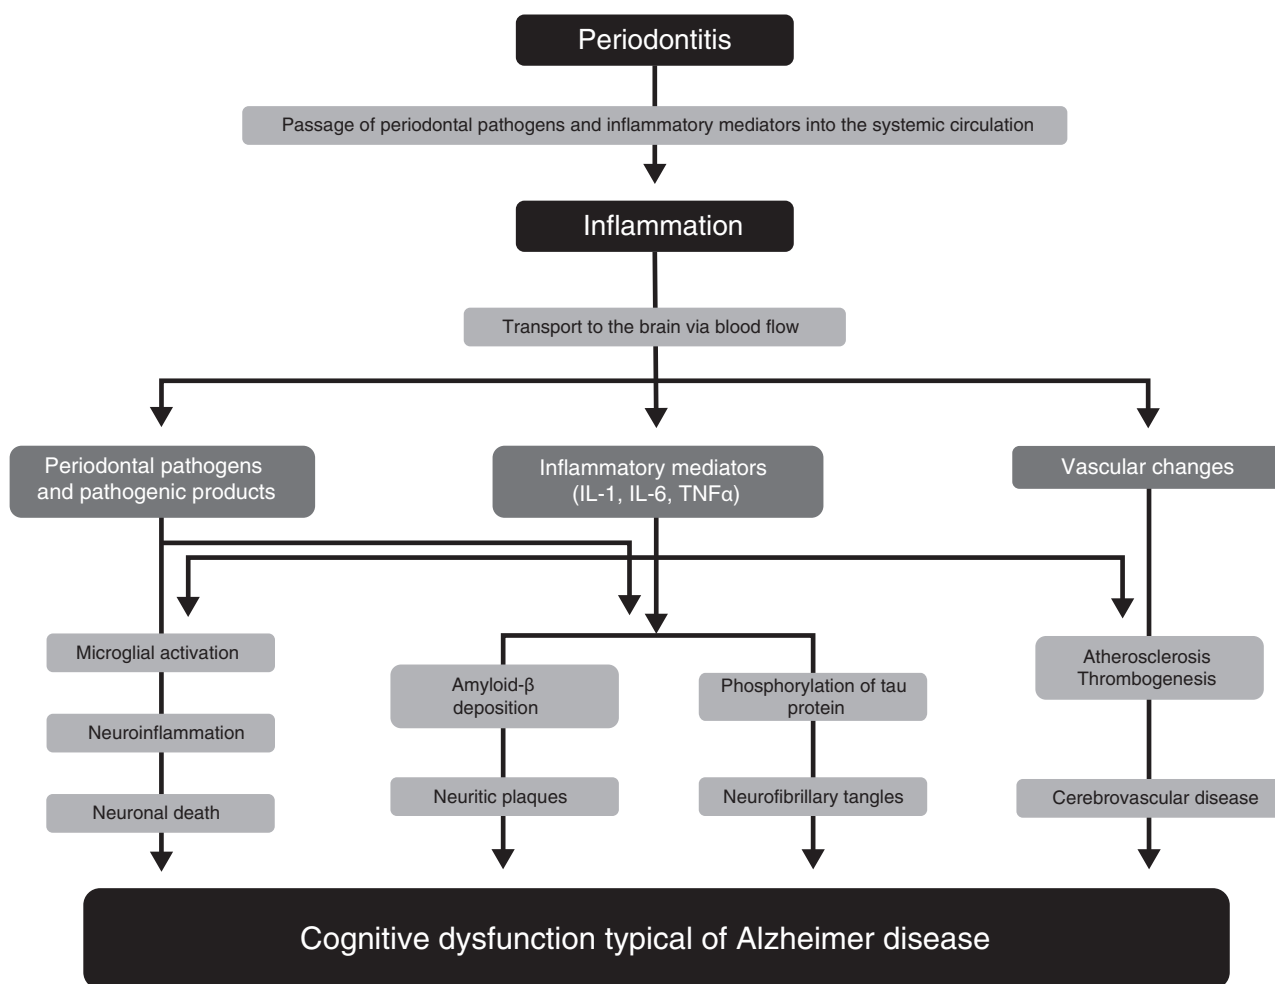 Periodontitis
Passage of periodontal pathogens and inflammatory mediators into the systemic circulation
Inflammation
Transport to the brain via blood flow
Periodontal pathogens
and pathogenic products
Inflammatory mediators
(IL-1, IL-6, TNFα)
Vascular changes
Microglial activation
Neuroinflammation
Neuronal death
Amyloid-β
deposition
Neuritic plaques
Phosphorylation of tau
protein
Neurofibrillary tangles
Atherosclerosis
Thrombogenesis
Cerebrovascular disease
Cognitive dysfunction typical of Alzheimer disease